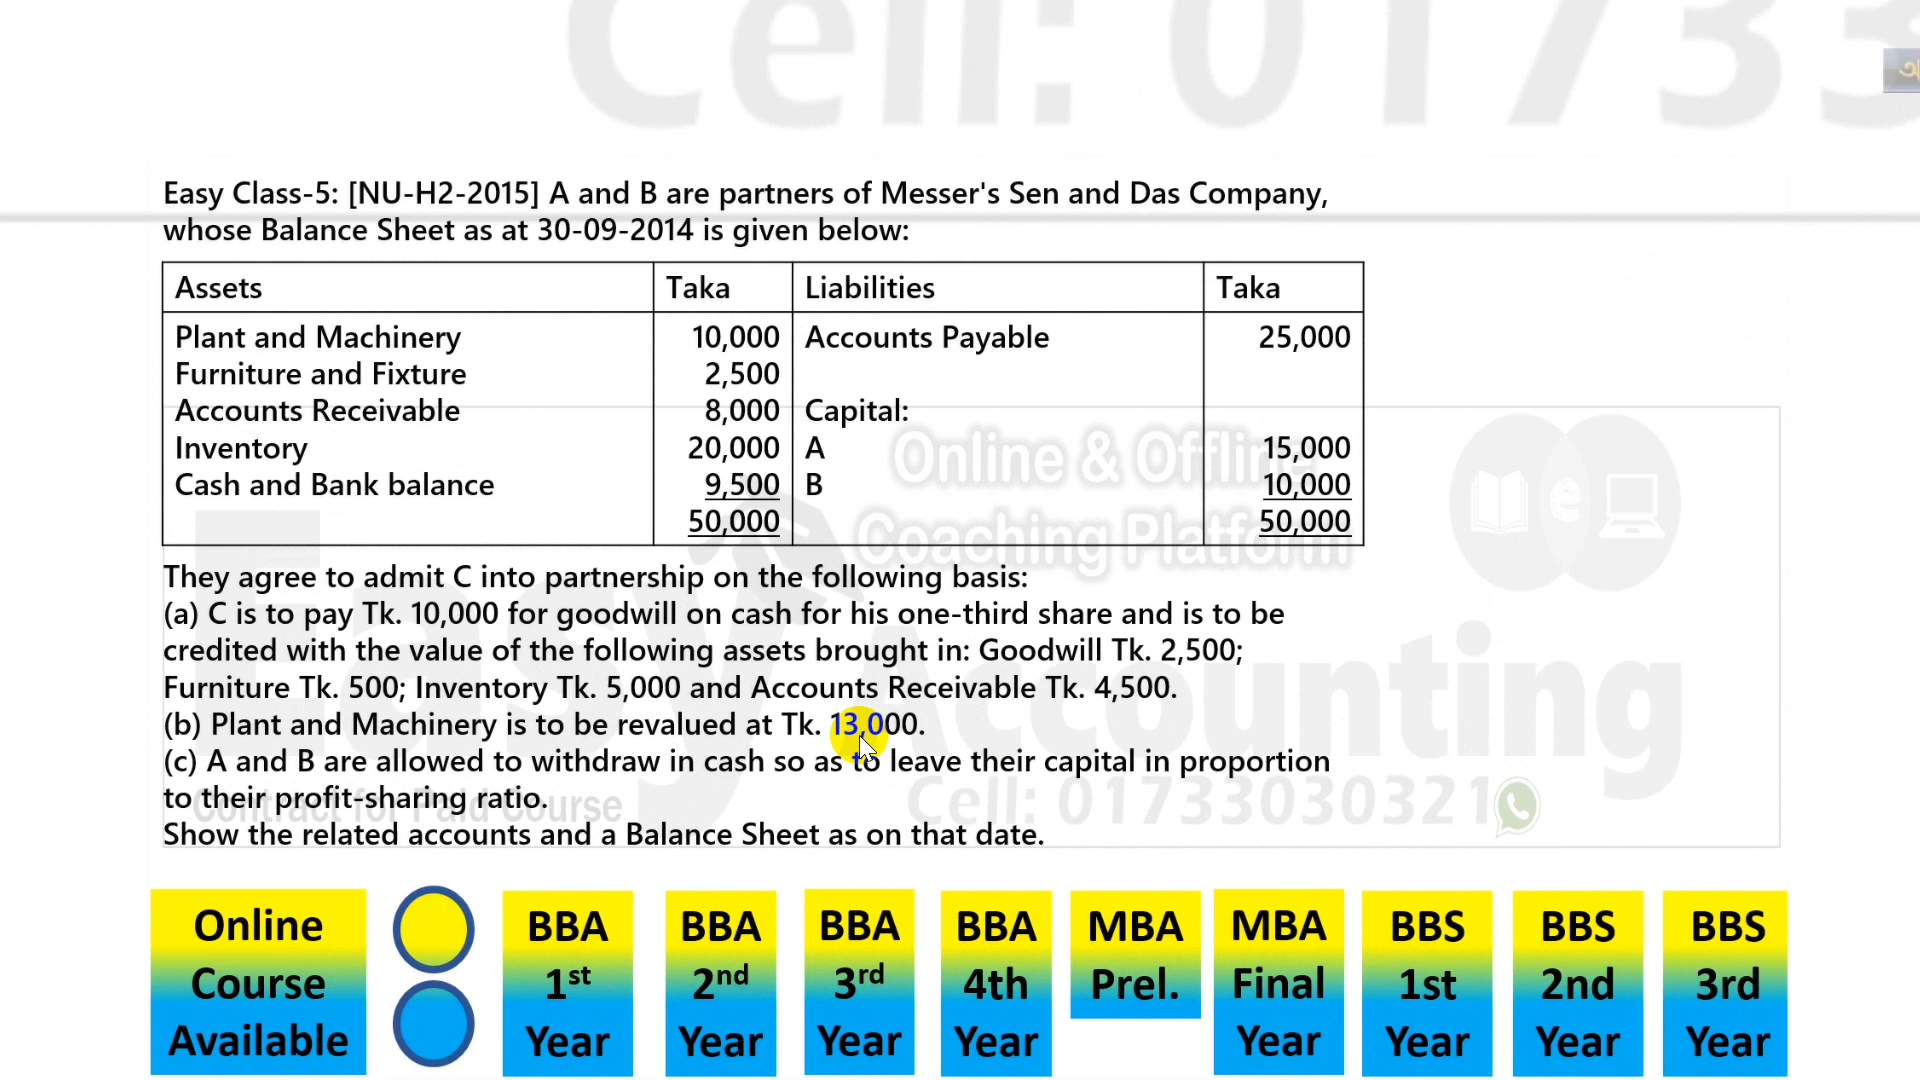 Cell: 01733
Easy Class-5: [NU-H2-2015] A and B are partners of Messer's Sen and Das Company,
whose Balance Sheet as at 30-09-2014 is given below:
Assets Taka Liabilities Taka
Plant and Machinery 10,000 Accounts Payable 25,000
Furniture and Fixture 2,500
Accounts Receivable 8,000 Capital:
Inventory 20,000 A 15,000
Cash and Bank balance 9,500 B 10,000
50,000 50,000
Online & Offline
Coaching Platform
They agree to admit C into partnership on the following basis:
(a) C is to pay Tk. 10,000 for goodwill on cash for his one-third share and is to be
credited with the value of the following assets brought in: Goodwill Tk. 2,500;
Furniture Tk. 500; Inventory Tk. 5,000 and Accounts Receivable Tk. 4,500.
(b) Plant and Machinery is to be revalued at Tk. 13,000.
(c) A and B are allowed to withdraw in cash so as to leave their capital in proportion
to their profit-sharing ratio.
Show the related accounts and a Balance Sheet as on that date.
Easy Accounting
Contract for Paid Course
Cell: 01733030321
Online Course Available
BBA 1st Year
BBA 2nd Year
BBA 3rd Year
BBA 4th Year
MBA Prel.
MBA Final Year
BBS 1st Year
BBS 2nd Year
BBS 3rd Year